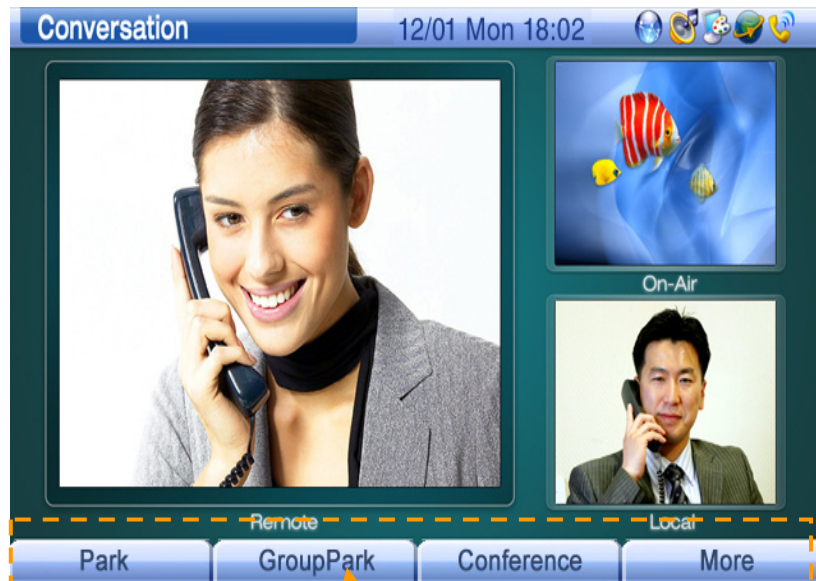 Conversation 12/01 Mon 18:02
On-Air
Remote Local
Park GroupPark Conference More